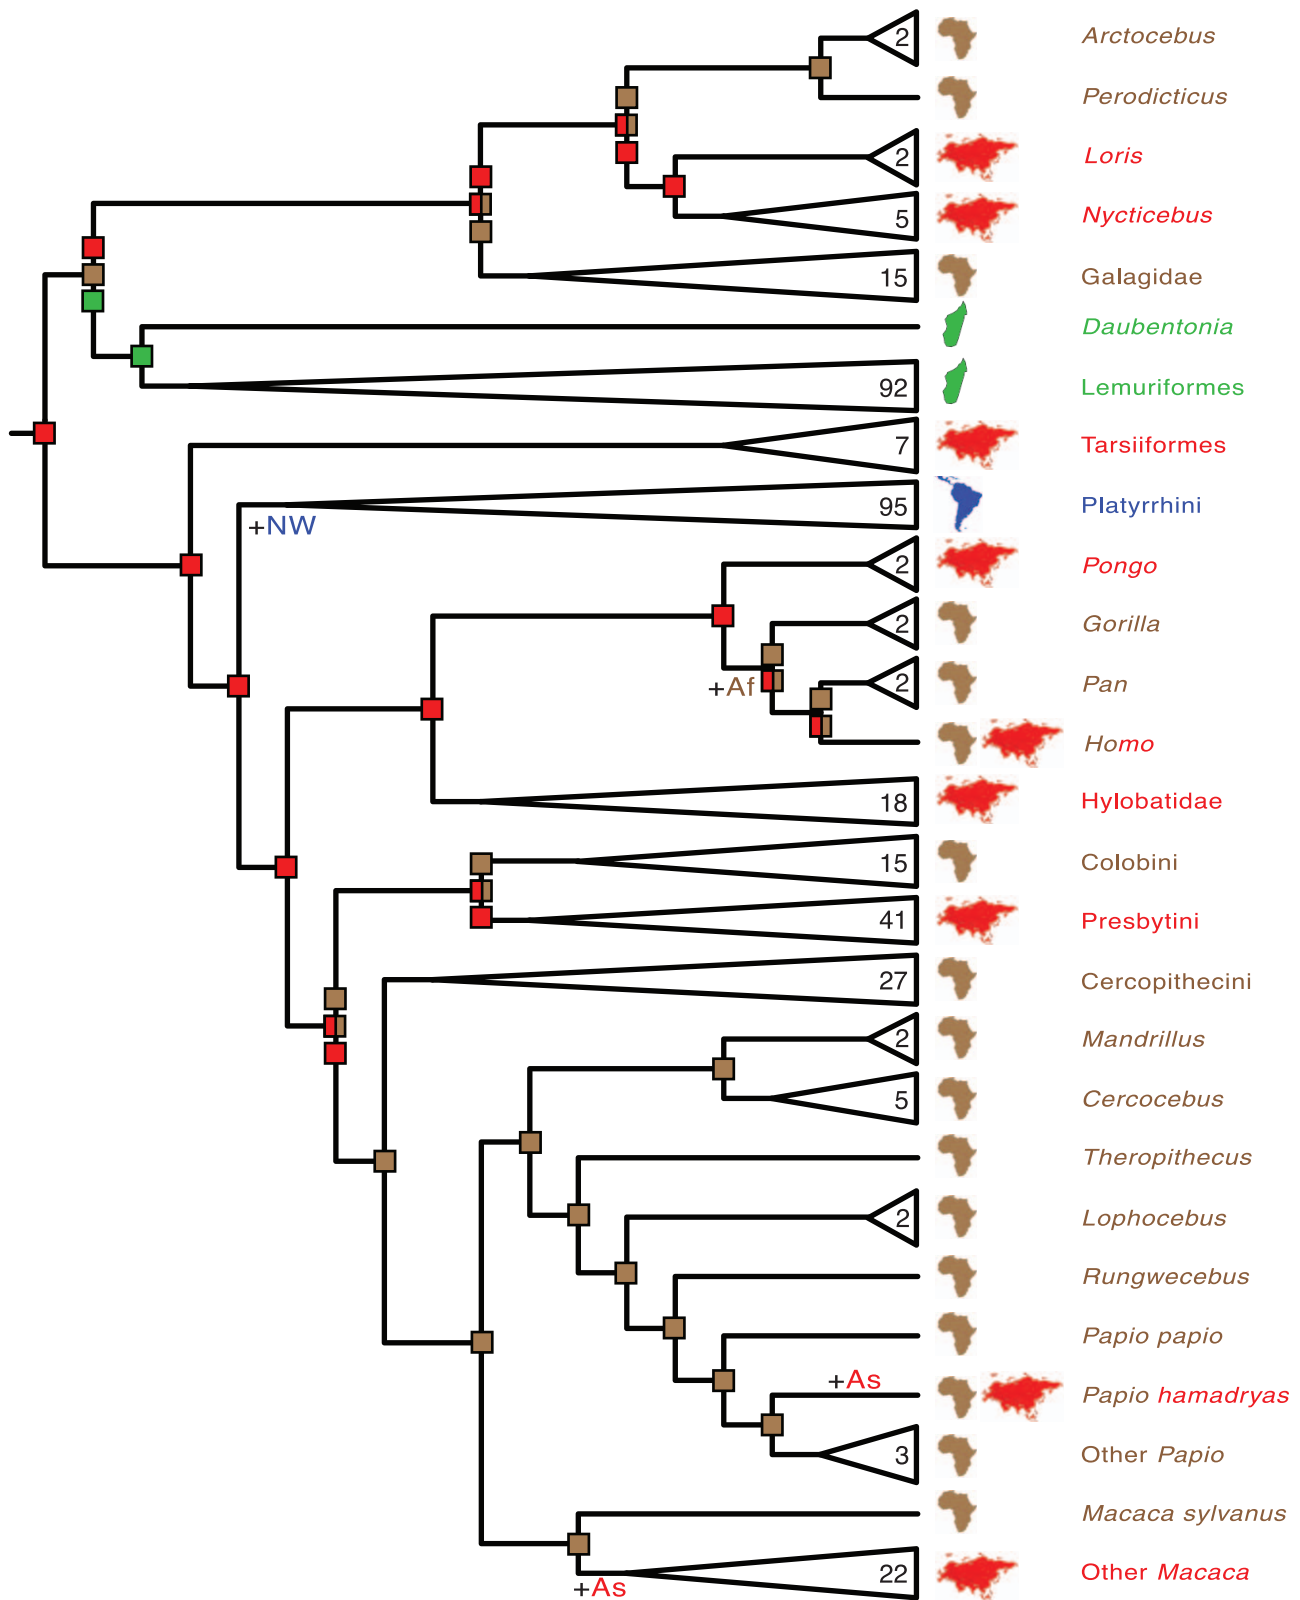 2 Arctocebus
Perodicticus
2 Loris
5 Nycticebus
15 Galagidae
Daubentonia
92 Lemuriformes
7 Tarsiiformes
95 Platyrrhini
+NW
2 Pongo
2 Gorilla
+Af
2 Pan
Homo
18 Hylobatidae
15 Colobini
41 Presbytini
27 Cercopithecini
2 Mandrillus
5 Cercocebus
Theropithecus
2 Lophocebus
Rungwecebus
Papio papio
+As
Papio hamadryas
3 Other Papio
Macaca sylvanus
22 Other Macaca
+As